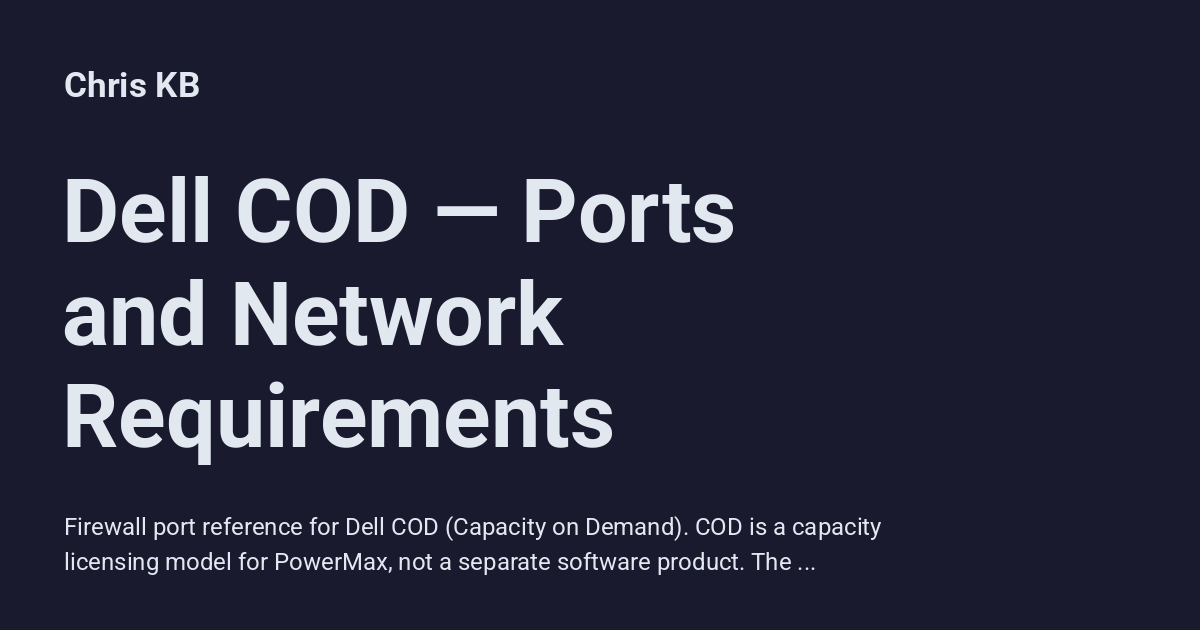 Chris KB
Dell COD — Ports
and Network
Requirements
Firewall port reference for Dell COD (Capacity on Demand). COD is a capacity
licensing model for PowerMax, not a separate software product. The ...